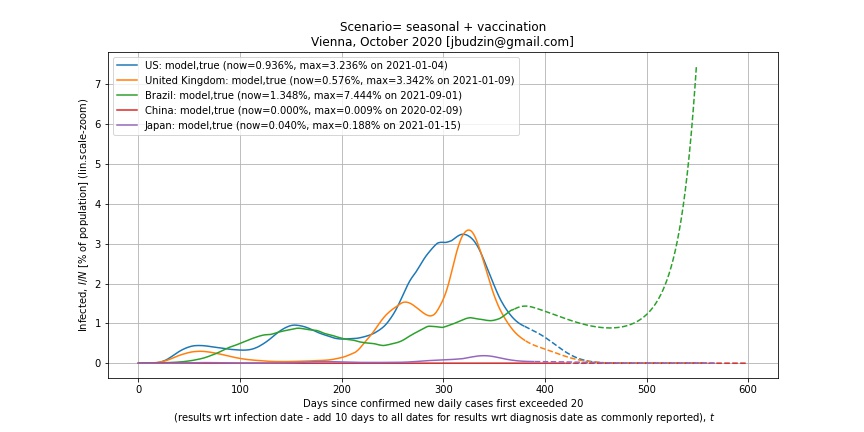 Scenario= seasonal + vaccination
Vienna, October 2020 [jbudzin@gmail.com]
US: model,true (now=0.936%, max=3.236% on 2021-01-04)
United Kingdom: model,true (now=0.576%, max=3.342% on 2021-01-09)
Brazil: model,true (now=1.348%, max=7.444% on 2021-09-01)
China: model,true (now=0.000%, max=0.009% on 2020-02-09)
Japan: model,true (now=0.040%, max=0.188% on 2021-01-15)
Infected, I/N [% of population] (lin.scale-zoom)
7
6
5
4
3
2
1
0
0 100 200 300 400 500 600
Days since confirmed new daily cases first exceeded 20
(results wrt infection date - add 10 days to all dates for results wrt diagnosis date as commonly reported), t